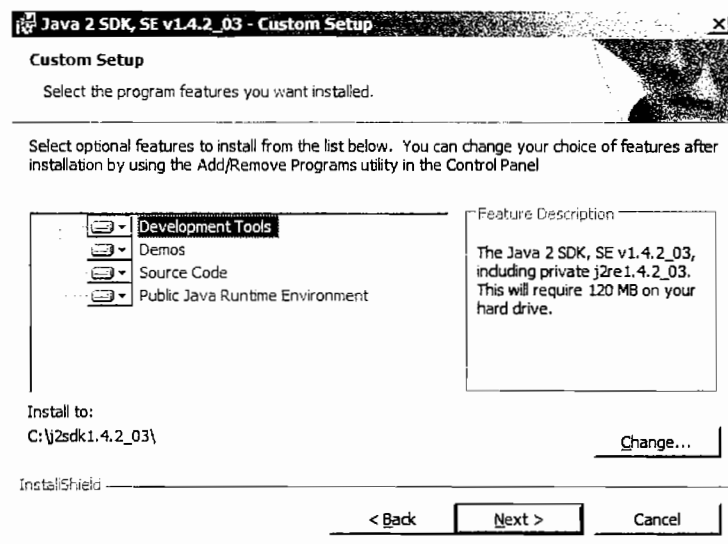 Java 2 SDK, SE v1.4.2_03 - Custom Setup
Custom Setup
Select the program features you want installed.
Select optional features to install from the list below. You can change your choice of features after
installation by using the Add/Remove Programs utility in the Control Panel
Development Tools
Demos
Source Code
Public Java Runtime Environment
Feature Description
The Java 2 SDK, SE v1.4.2_03,
including private j2re1.4.2_03.
This will require 120 MB on your
hard drive.
Install to:
C:\j2sdk1.4.2_03\
Change...
InstallShield
< Back
Next >
Cancel